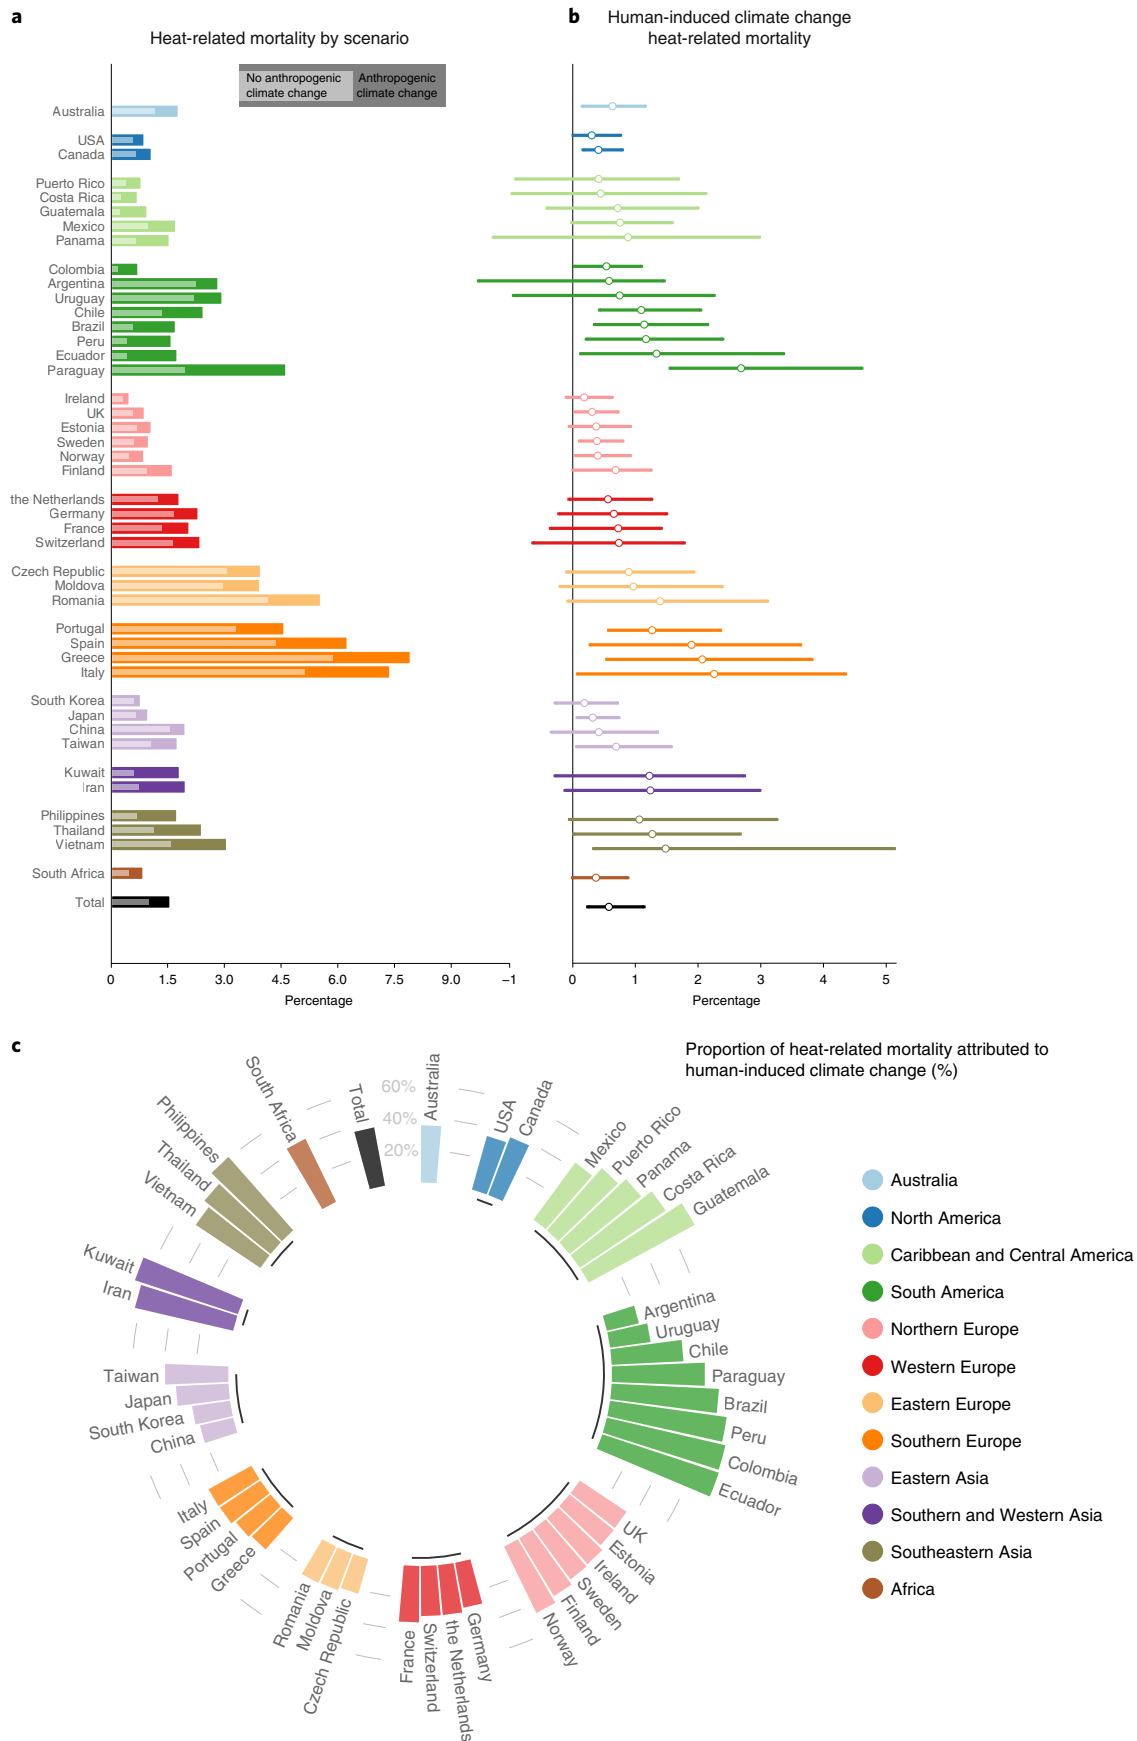 a
Heat-related mortality by scenario
No anthropogenic
climate change
Anthropogenic
climate change
Australia
USA
Canada
Puerto Rico
Costa Rica
Guatemala
Mexico
Panama
Colombia
Argentina
Uruguay
Chile
Brazil
Peru
Ecuador
Paraguay
Ireland
UK
Estonia
Sweden
Norway
Finland
the Netherlands
Germany
France
Switzerland
Czech Republic
Moldova
Romania
Portugal
Spain
Greece
Italy
South Korea
Japan
China
Taiwan
Kuwait
Iran
Philippines
Thailand
Vietnam
South Africa
Total
0 1.5 3.0 4.5 6.0 7.5 9.0
Percentage
b
Human-induced climate change
heat-related mortality
−1 0 1 2 3 4 5
Percentage
c
Proportion of heat-related mortality attributed to
human-induced climate change (%)
60%
40%
20%
Australia
USA
Canada
Mexico
Puerto Rico
Panama
Costa Rica
Guatemala
Argentina
Uruguay
Chile
Paraguay
Brazil
Peru
Colombia
Ecuador
UK
Estonia
Ireland
Sweden
Finland
Norway
Germany
the Netherlands
Switzerland
France
Czech Republic
Moldova
Romania
Greece
Portugal
Spain
Italy
China
South Korea
Japan
Taiwan
Iran
Kuwait
Vietnam
Thailand
Philippines
South Africa
Total
Australia
North America
Caribbean and Central America
South America
Northern Europe
Western Europe
Eastern Europe
Southern Europe
Eastern Asia
Southern and Western Asia
Southeastern Asia
Africa